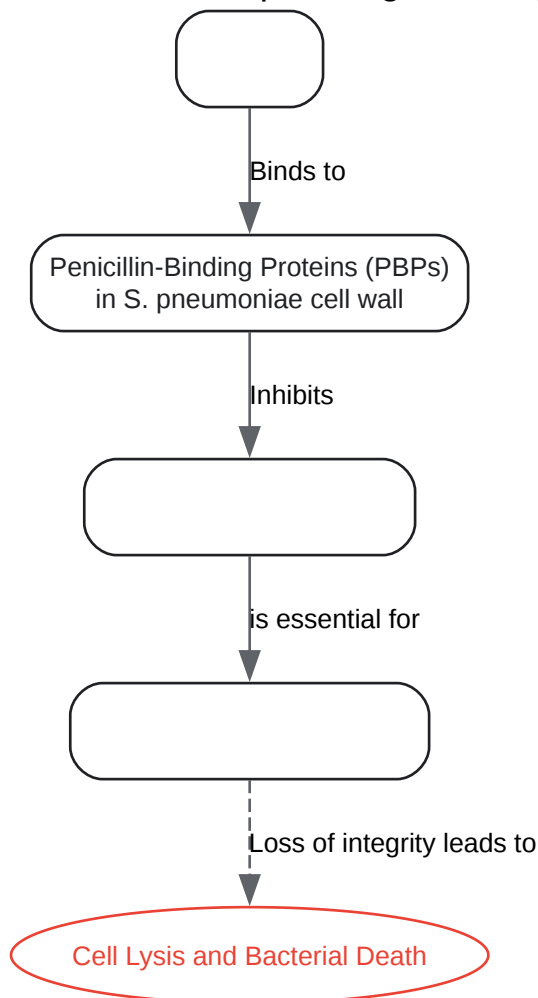 Binds to
Penicillin-Binding Proteins (PBPs)
in S. pneumoniae cell wall
Inhibits
is essential for
Loss of integrity leads to
Cell Lysis and Bacterial Death